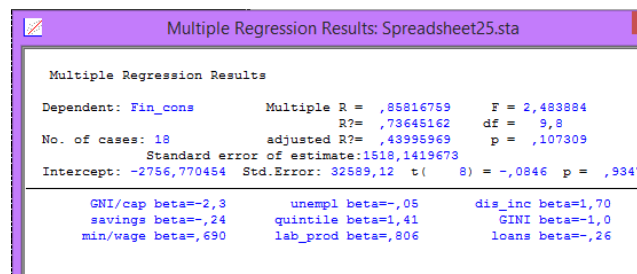 Multiple Regression Results: Spreadsheet25.sta
Multiple Regression Results
Dependent: Fin_cons Multiple R = ,85816759 F = 2,483884
R?= ,73645162 df = 9,8
No. of cases: 18 adjusted R?= ,43995969 p = ,107309
Standard error of estimate:1518,1419673
Intercept: -2756,770454 Std.Error: 32589,12 t( 8) = -,0846 p = ,9347
GNI/cap beta=-2,3 unempl beta=-,05 dis_inc beta=1,70
savings beta=-,24 quintile beta=1,41 GINI beta=-1,0
min/wage beta=,690 lab_prod beta=,806 loans beta=-,26